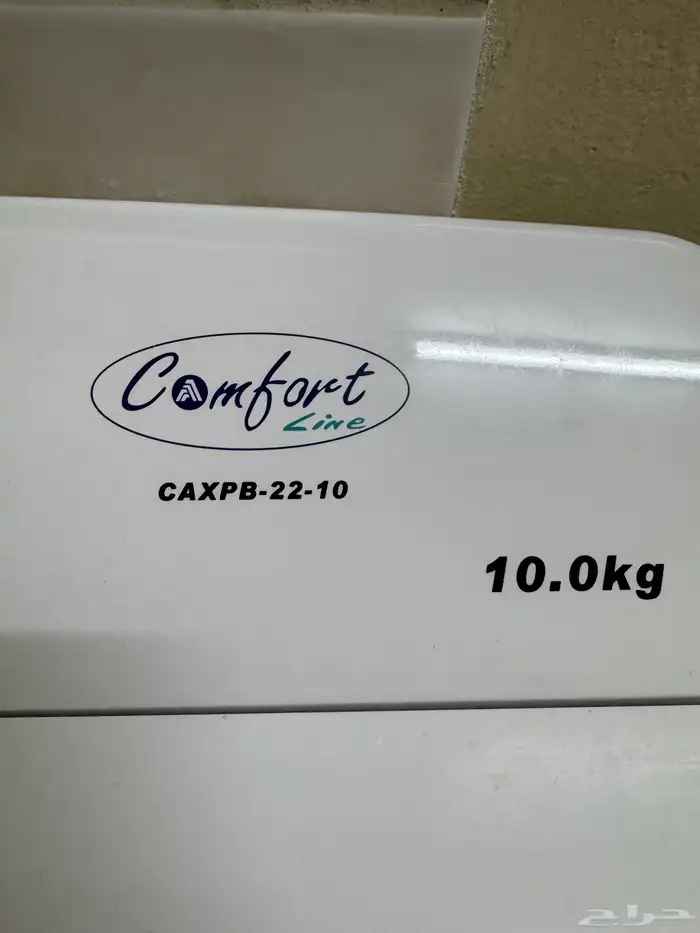 Comfort
Line
CAXPB-22-10
10.0kg
حراج